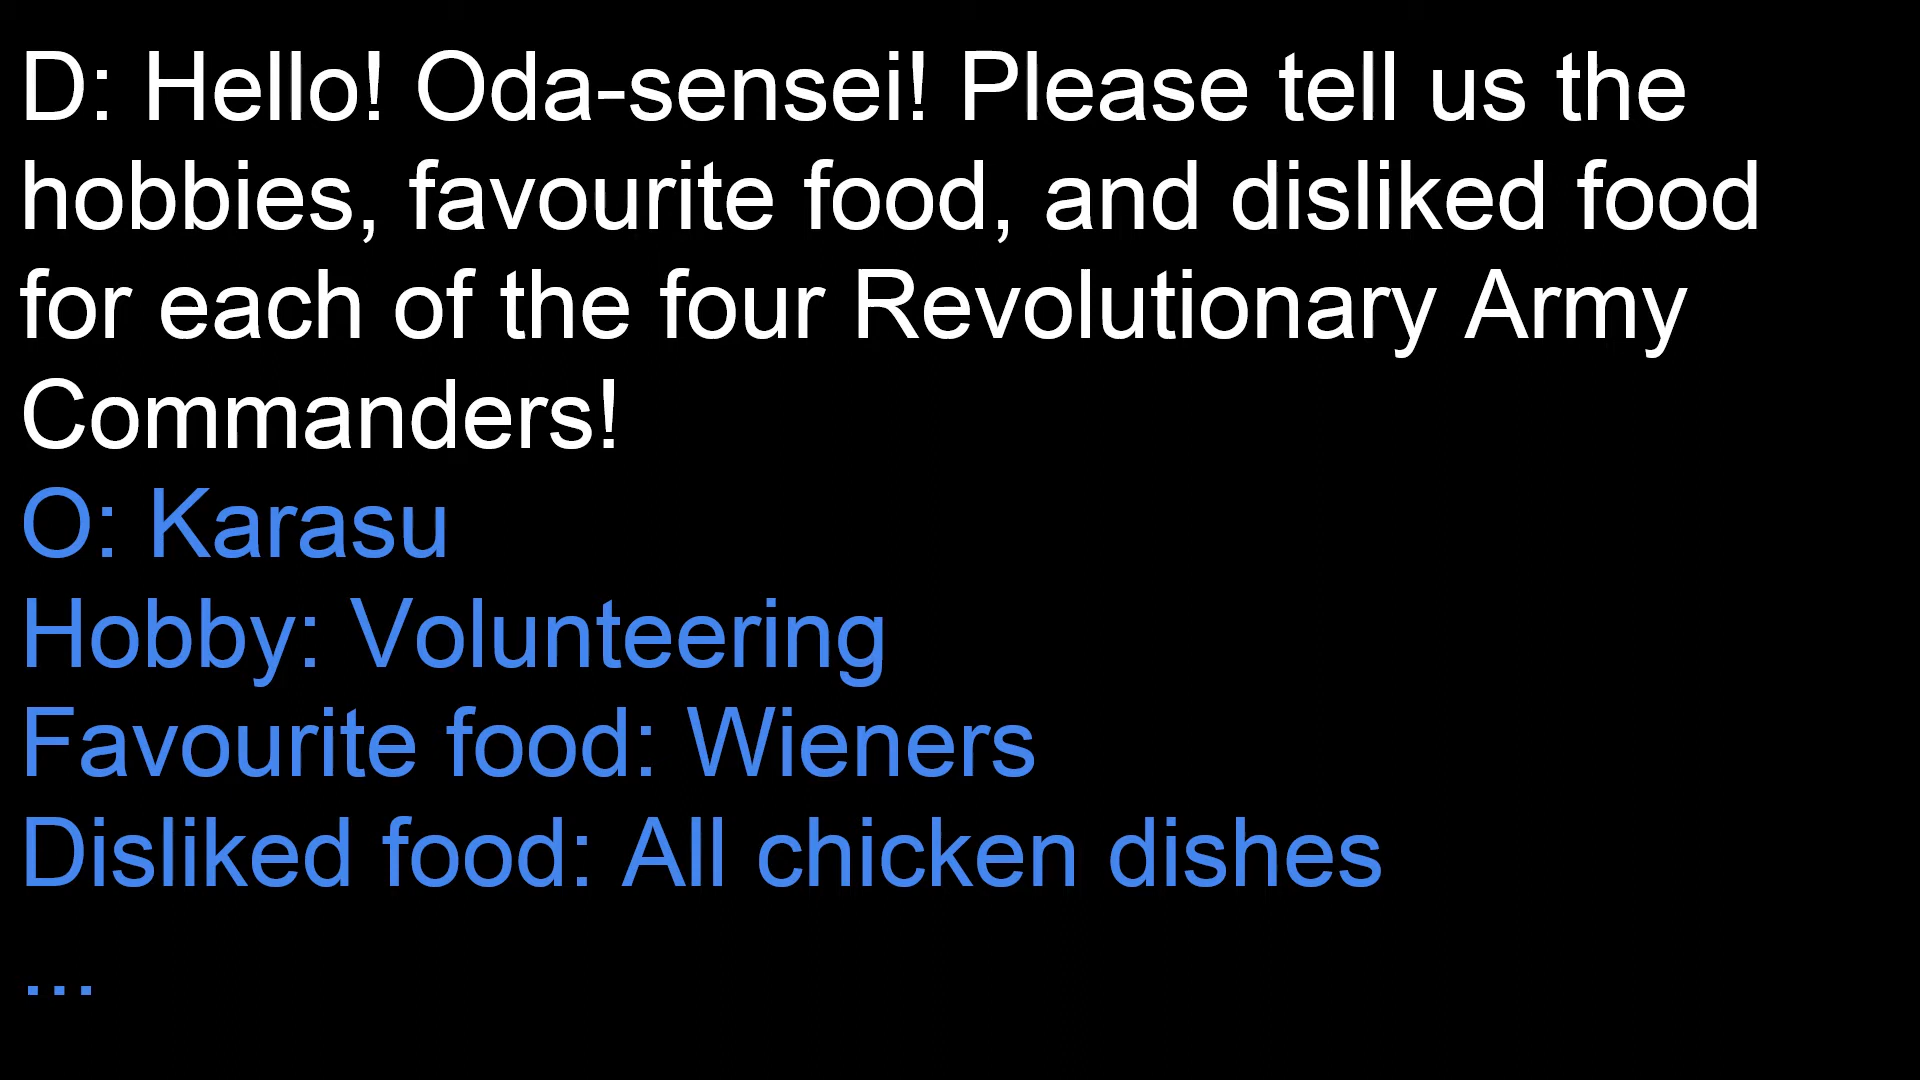 D: Hello! Oda-sensei! Please tell us the
hobbies, favourite food, and disliked food
for each of the four Revolutionary Army
Commanders!
O: Karasu
Hobby: Volunteering
Favourite food: Wieners
Disliked food: All chicken dishes
...